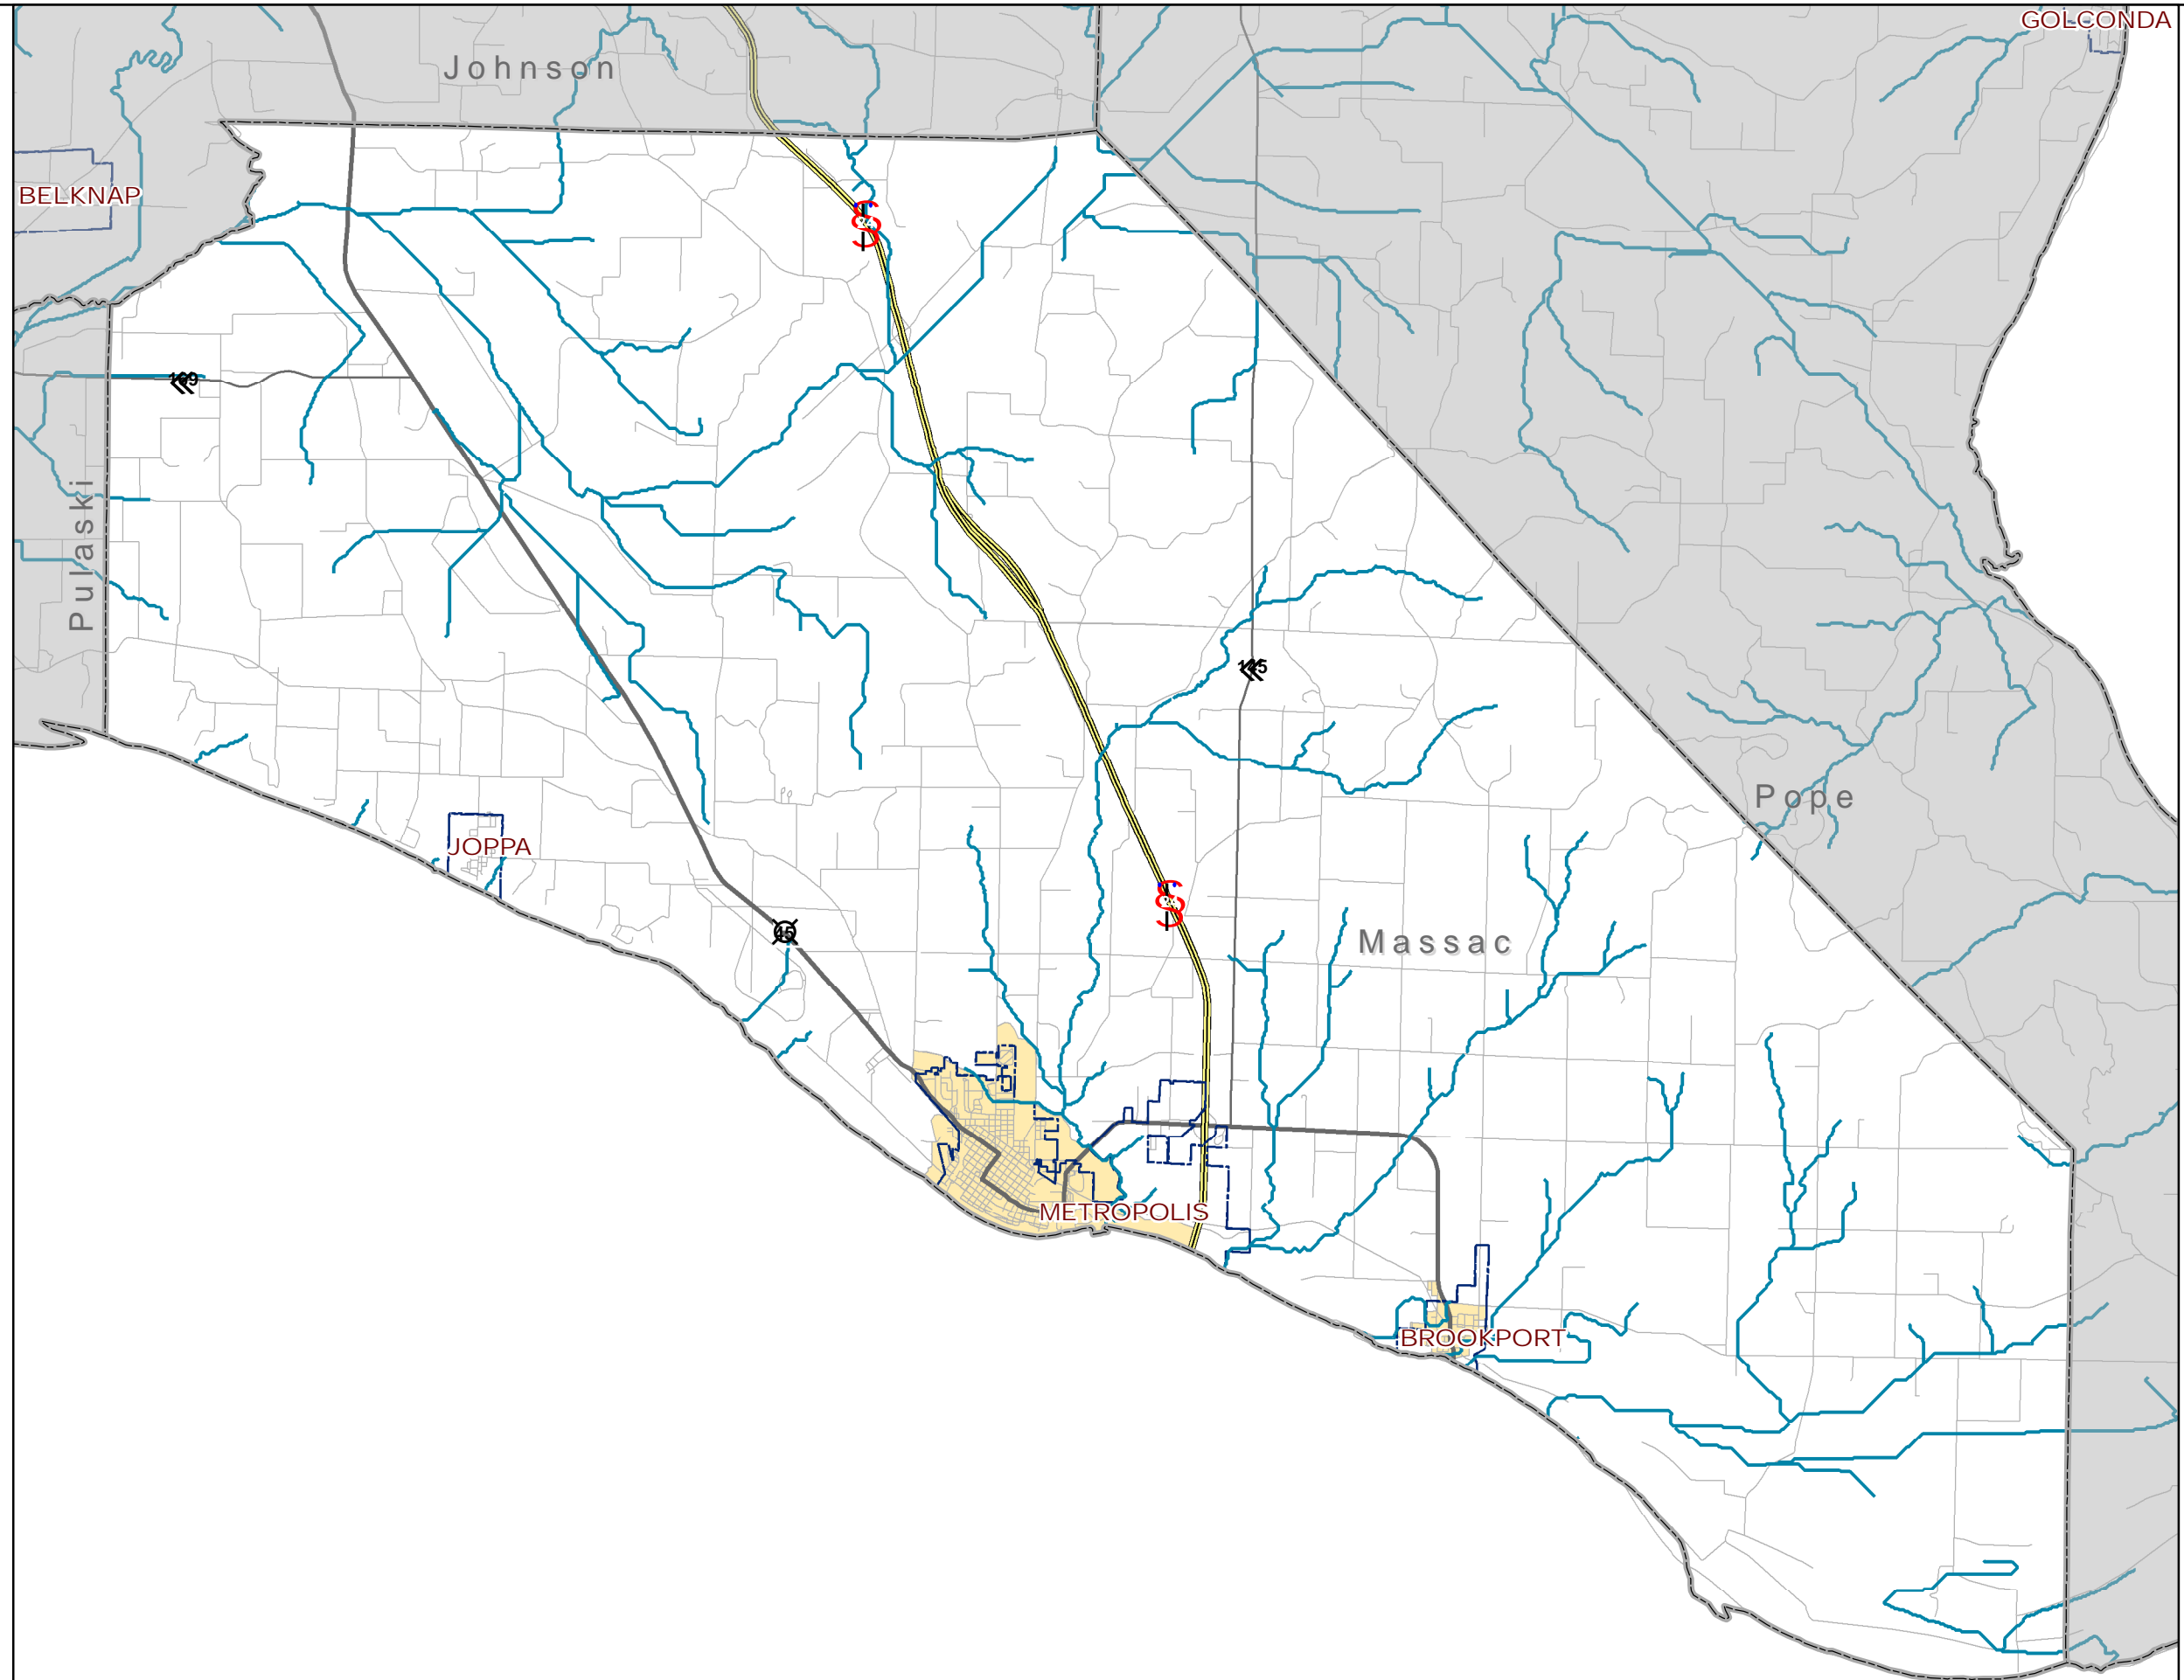 GOLCONDA
Johnson
BELKNAP
169
Pulaski
145
Pope
JOPPA
45
Massac
METROPOLIS
BROOKPORT